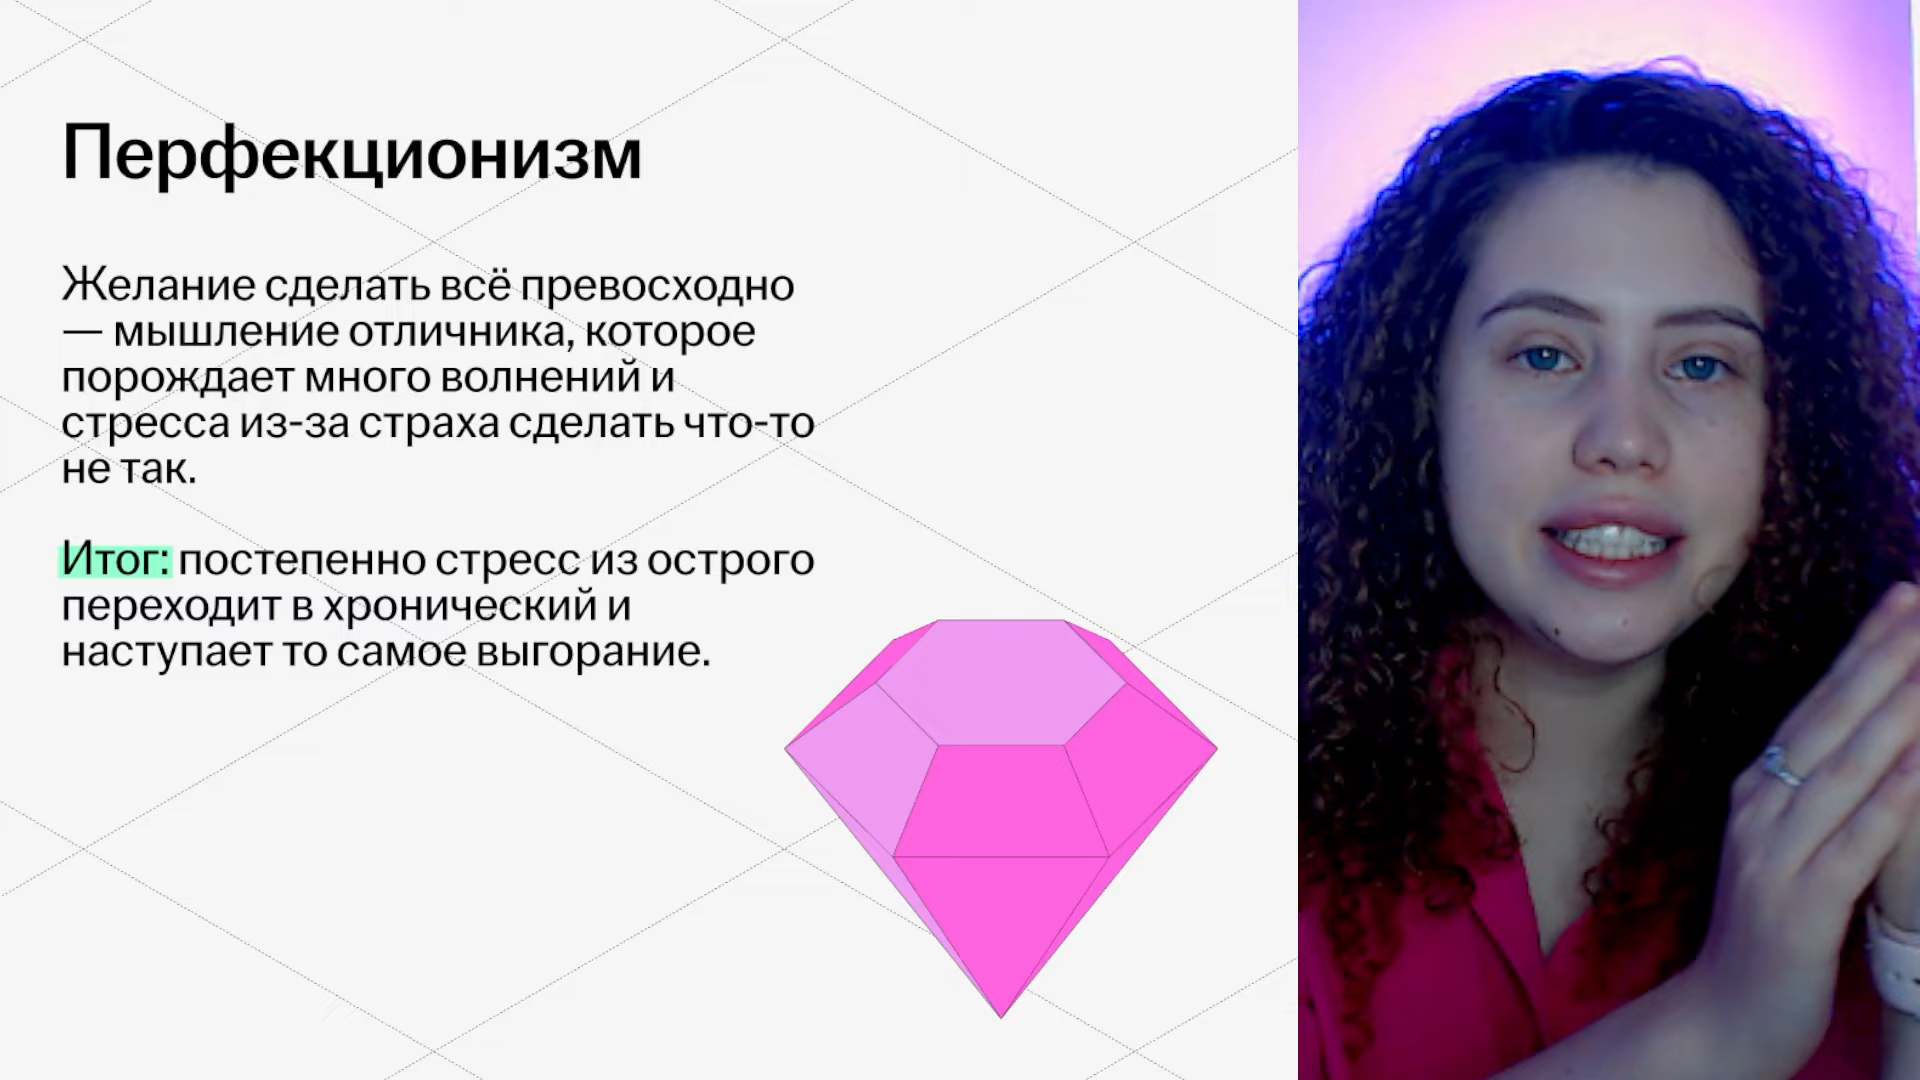 Перфекционизм
Желание сделать всё превосходно
— мышление отличника, которое
порождает много волнений и
стресса из-за страха сделать что-то
не так.
Итог: постепенно стресс из острого
переходит в хронический и
наступает то самое выгорание.